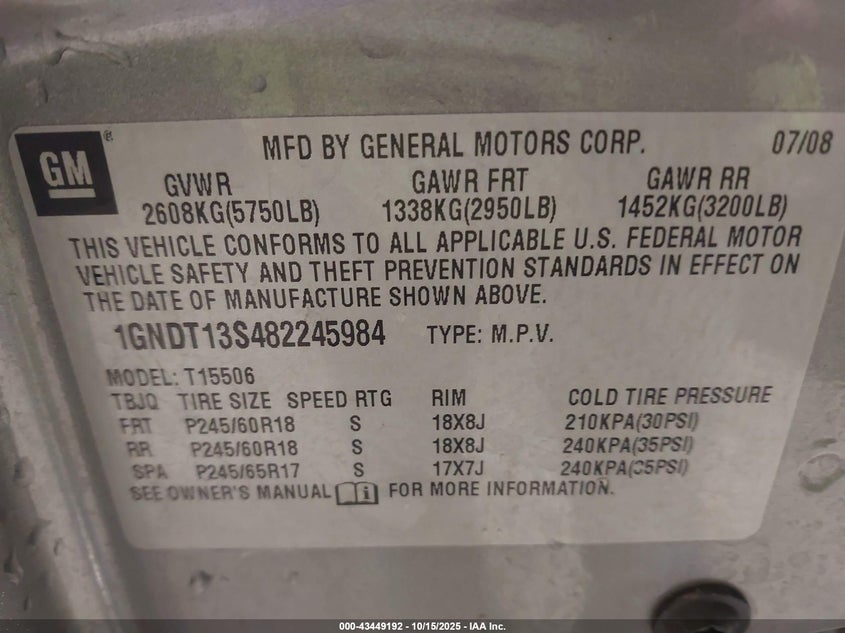 GM ®
MFD BY GENERAL MOTORS CORP. 07/08
GVWR GAWR FRT GAWR RR
2608KG(5750LB) 1338KG(2950LB) 1452KG(3200LB)
THIS VEHICLE CONFORMS TO ALL APPLICABLE U.S. FEDERAL MOTOR
VEHICLE SAFETY AND THEFT PREVENTION STANDARDS IN EFFECT ON
THE DATE OF MANUFACTURE SHOWN ABOVE.
1GNDT13S482245984 TYPE: M.P.V.
MODEL: T15506
TBJQ TIRE SIZE SPEED RTG RIM COLD TIRE PRESSURE
FRT P245/60R18 S 18X8J 210KPA(30PSI)
RR P245/60R18 S 18X8J 240KPA(35PSI)
SPA P245/65R17 S 17X7J 240KPA(35PSI)
SEE OWNER'S MANUAL i FOR MORE INFORMATION.
000-43449192 - 10/15/2025 - IAA Inc.